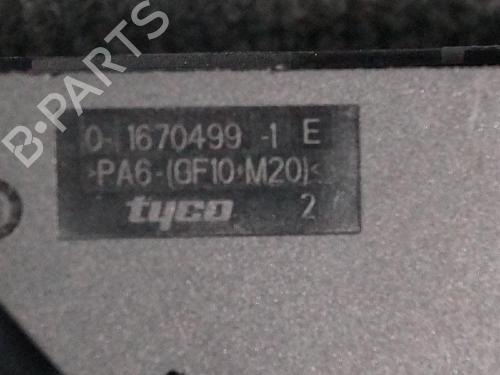 B-PARTS
0-1670499-1 E
>PA6-(GF10+M20)<
tyco 2